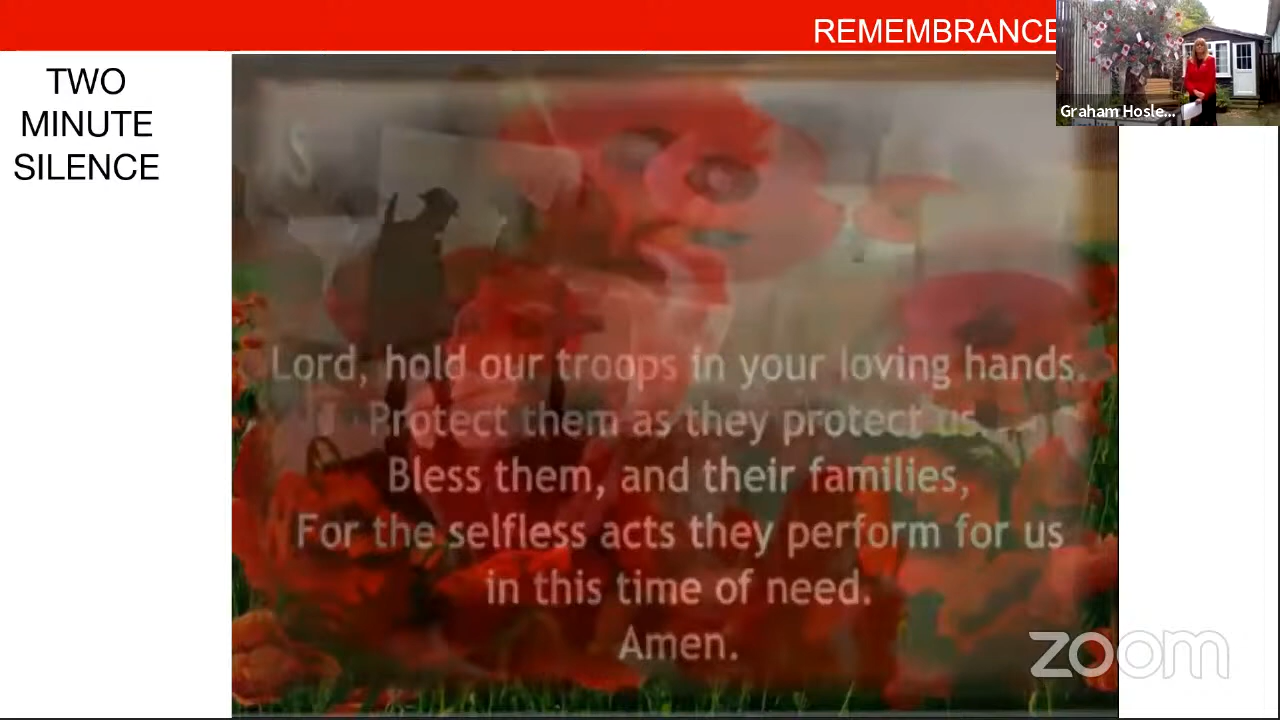 REMEMBRANCE
TWO
MINUTE
SILENCE
Graham Hosle...
Lord, hold our troops in your loving hands.
Protect them as they protect us.
Bless them, and their families,
For the selfless acts they perform for us
in this time of need.
Amen.
zoom